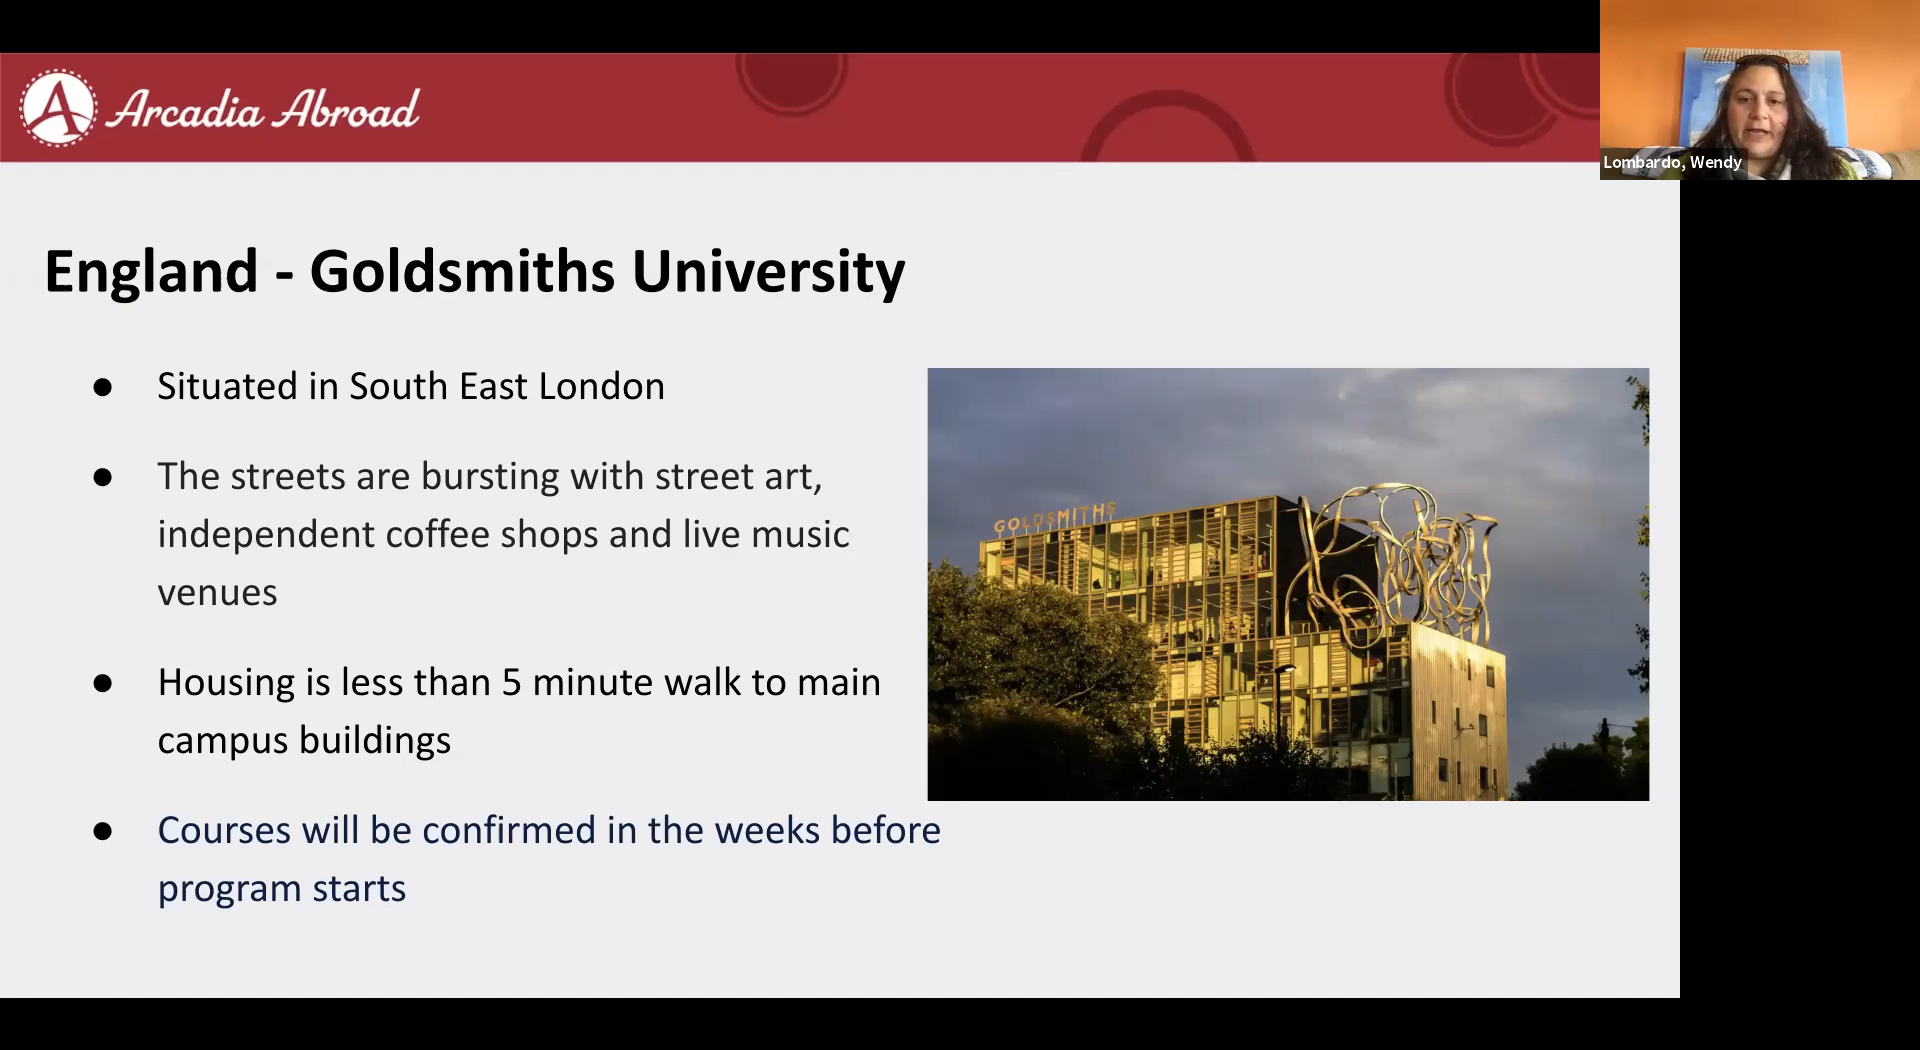 Arcadia Abroad
Lombardo, Wendy
England - Goldsmiths University
● Situated in South East London
● The streets are bursting with street art,
independent coffee shops and live music
venues
● Housing is less than 5 minute walk to main
campus buildings
● Courses will be confirmed in the weeks before
program starts
GOLDSMITHS